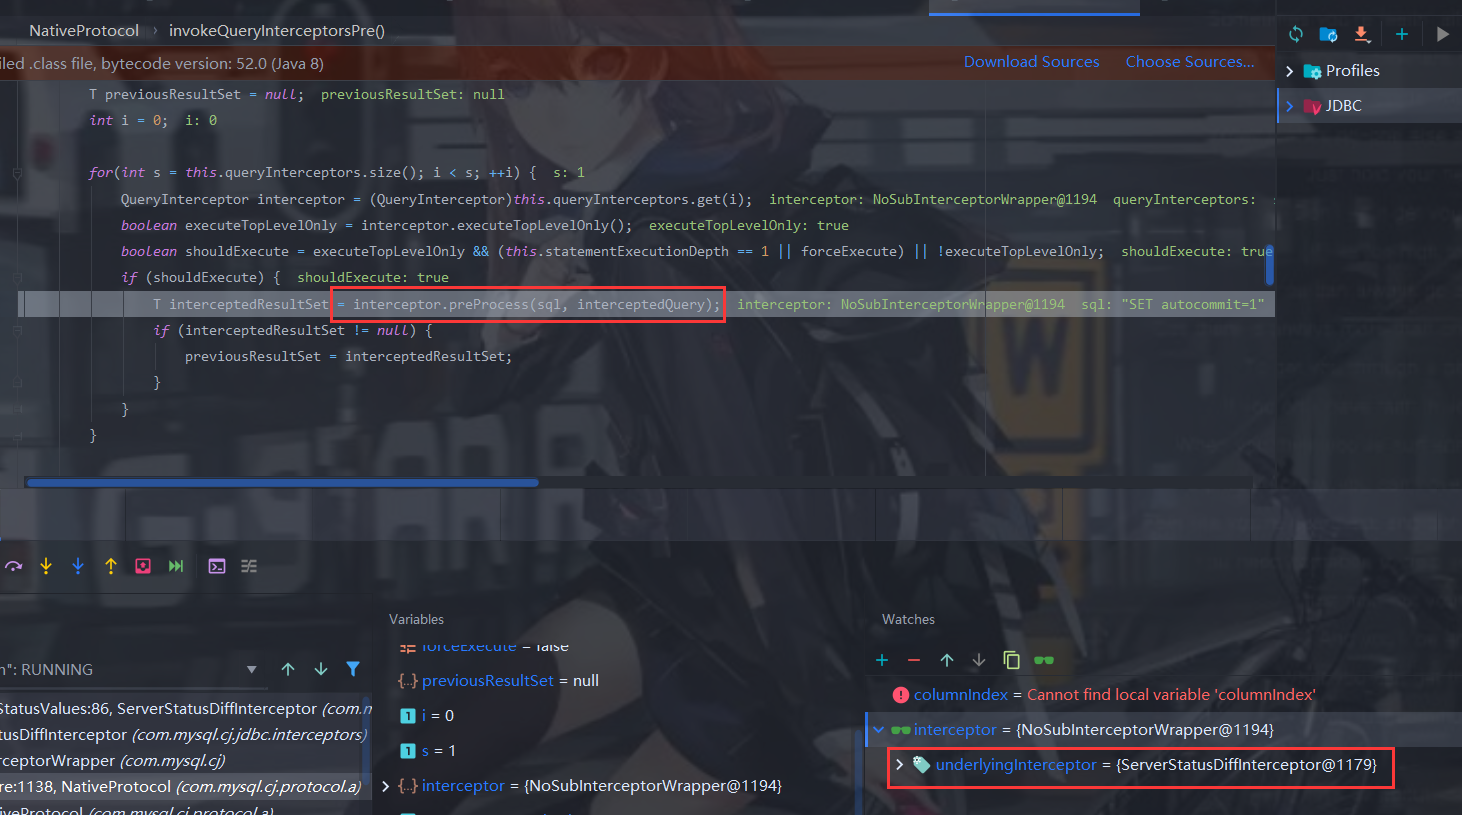 NativeProtocol › invokeQueryInterceptorsPre()
iled .class file, bytecode version: 52.0 (Java 8)
Download Sources
Choose Sources...
T previousResultSet = null;  previousResultSet: null
int i = 0;  i: 0
for(int s = this.queryInterceptors.size(); i < s; ++i) {  s: 1
QueryInterceptor interceptor = (QueryInterceptor)this.queryInterceptors.get(i);  interceptor: NoSubInterceptorWrapper@1194  queryInterceptors:
boolean executeTopLevelOnly = interceptor.executeTopLevelOnly();  executeTopLevelOnly: true
boolean shouldExecute = executeTopLevelOnly && (this.statementExecutionDepth == 1 || forceExecute) || !executeTopLevelOnly;  shouldExecute: true
if (shouldExecute) {  shouldExecute: true
T interceptedResultSet = interceptor.preProcess(sql, interceptedQuery);  interceptor: NoSubInterceptorWrapper@1194  sql: "SET autocommit=1"
if (interceptedResultSet != null) {
previousResultSet = interceptedResultSet;
}
}
}
Profiles
JDBC
n": RUNNING
StatusValues:86, ServerStatusDiffInterceptor (com.n
tusDiffInterceptor (com.mysql.cj.jdbc.interceptors)
rceptorWrapper (com.mysql.cj)
re:1138, NativeProtocol (com.mysql.cj.protocol.a)
iveProtocol (com.mysql.cj.protocol.a)
Variables
forceExecute = false
previousResultSet = null
i = 0
s = 1
interceptor = {NoSubInterceptorWrapper@1194}
Watches
columnIndex = Cannot find local variable 'columnIndex'
interceptor = {NoSubInterceptorWrapper@1194}
underlyingInterceptor = {ServerStatusDiffInterceptor@1179}